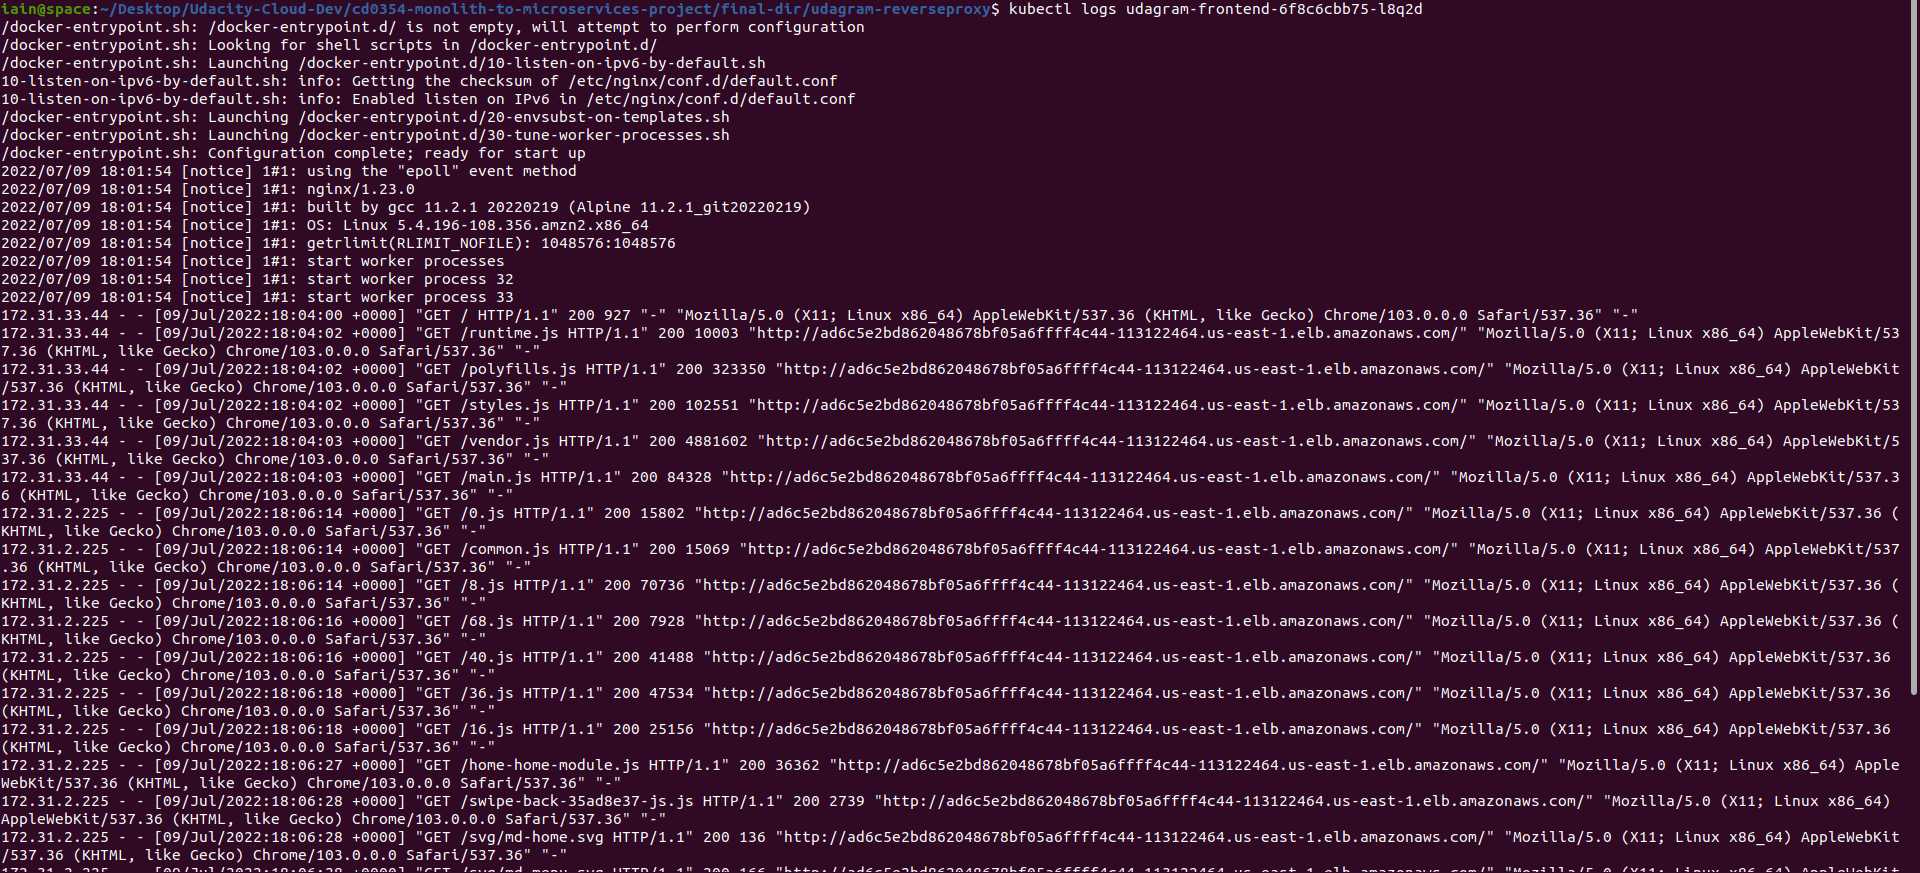 iain@space:~/Desktop/Udacity-Cloud-Dev/cd0354-monolith-to-microservices-project/final-dir/udagram-reverseproxy$ kubectl logs udagram-frontend-6f8c6cbb75-l8q2d
/docker-entrypoint.sh: /docker-entrypoint.d/ is not empty, will attempt to perform configuration
/docker-entrypoint.sh: Looking for shell scripts in /docker-entrypoint.d/
/docker-entrypoint.sh: Launching /docker-entrypoint.d/10-listen-on-ipv6-by-default.sh
10-listen-on-ipv6-by-default.sh: info: Getting the checksum of /etc/nginx/conf.d/default.conf
10-listen-on-ipv6-by-default.sh: info: Enabled listen on IPv6 in /etc/nginx/conf.d/default.conf
/docker-entrypoint.sh: Launching /docker-entrypoint.d/20-envsubst-on-templates.sh
/docker-entrypoint.sh: Launching /docker-entrypoint.d/30-tune-worker-processes.sh
/docker-entrypoint.sh: Configuration complete; ready for start up
2022/07/09 18:01:54 [notice] 1#1: using the "epoll" event method
2022/07/09 18:01:54 [notice] 1#1: nginx/1.23.0
2022/07/09 18:01:54 [notice] 1#1: built by gcc 11.2.1 20220219 (Alpine 11.2.1_git20220219)
2022/07/09 18:01:54 [notice] 1#1: OS: Linux 5.4.196-108.356.amzn2.x86_64
2022/07/09 18:01:54 [notice] 1#1: getrlimit(RLIMIT_NOFILE): 1048576:1048576
2022/07/09 18:01:54 [notice] 1#1: start worker processes
2022/07/09 18:01:54 [notice] 1#1: start worker process 32
2022/07/09 18:01:54 [notice] 1#1: start worker process 33
172.31.33.44 - - [09/Jul/2022:18:04:00 +0000] "GET / HTTP/1.1" 200 927 "-" "Mozilla/5.0 (X11; Linux x86_64) AppleWebKit/537.36 (KHTML, like Gecko) Chrome/103.0.0.0 Safari/537.36" "-"
172.31.33.44 - - [09/Jul/2022:18:04:02 +0000] "GET /runtime.js HTTP/1.1" 200 10003 "http://ad6c5e2bd862048678bf05a6ffff4c44-113122464.us-east-1.elb.amazonaws.com/" "Mozilla/5.0 (X11; Linux x86_64) AppleWebKit/53
7.36 (KHTML, like Gecko) Chrome/103.0.0.0 Safari/537.36" "-"
172.31.33.44 - - [09/Jul/2022:18:04:02 +0000] "GET /polyfills.js HTTP/1.1" 200 323350 "http://ad6c5e2bd862048678bf05a6ffff4c44-113122464.us-east-1.elb.amazonaws.com/" "Mozilla/5.0 (X11; Linux x86_64) AppleWebKit
/537.36 (KHTML, like Gecko) Chrome/103.0.0.0 Safari/537.36" "-"
172.31.33.44 - - [09/Jul/2022:18:04:02 +0000] "GET /styles.js HTTP/1.1" 200 102551 "http://ad6c5e2bd862048678bf05a6ffff4c44-113122464.us-east-1.elb.amazonaws.com/" "Mozilla/5.0 (X11; Linux x86_64) AppleWebKit/53
7.36 (KHTML, like Gecko) Chrome/103.0.0.0 Safari/537.36" "-"
172.31.33.44 - - [09/Jul/2022:18:04:03 +0000] "GET /vendor.js HTTP/1.1" 200 4881602 "http://ad6c5e2bd862048678bf05a6ffff4c44-113122464.us-east-1.elb.amazonaws.com/" "Mozilla/5.0 (X11; Linux x86_64) AppleWebKit/5
37.36 (KHTML, like Gecko) Chrome/103.0.0.0 Safari/537.36" "-"
172.31.33.44 - - [09/Jul/2022:18:04:03 +0000] "GET /main.js HTTP/1.1" 200 84328 "http://ad6c5e2bd862048678bf05a6ffff4c44-113122464.us-east-1.elb.amazonaws.com/" "Mozilla/5.0 (X11; Linux x86_64) AppleWebKit/537.3
6 (KHTML, like Gecko) Chrome/103.0.0.0 Safari/537.36" "-"
172.31.2.225 - - [09/Jul/2022:18:06:14 +0000] "GET /0.js HTTP/1.1" 200 15802 "http://ad6c5e2bd862048678bf05a6ffff4c44-113122464.us-east-1.elb.amazonaws.com/" "Mozilla/5.0 (X11; Linux x86_64) AppleWebKit/537.36 (
KHTML, like Gecko) Chrome/103.0.0.0 Safari/537.36" "-"
172.31.2.225 - - [09/Jul/2022:18:06:14 +0000] "GET /common.js HTTP/1.1" 200 15069 "http://ad6c5e2bd862048678bf05a6ffff4c44-113122464.us-east-1.elb.amazonaws.com/" "Mozilla/5.0 (X11; Linux x86_64) AppleWebKit/537
.36 (KHTML, like Gecko) Chrome/103.0.0.0 Safari/537.36" "-"
172.31.2.225 - - [09/Jul/2022:18:06:14 +0000] "GET /8.js HTTP/1.1" 200 70736 "http://ad6c5e2bd862048678bf05a6ffff4c44-113122464.us-east-1.elb.amazonaws.com/" "Mozilla/5.0 (X11; Linux x86_64) AppleWebKit/537.36 (
KHTML, like Gecko) Chrome/103.0.0.0 Safari/537.36" "-"
172.31.2.225 - - [09/Jul/2022:18:06:16 +0000] "GET /68.js HTTP/1.1" 200 7928 "http://ad6c5e2bd862048678bf05a6ffff4c44-113122464.us-east-1.elb.amazonaws.com/" "Mozilla/5.0 (X11; Linux x86_64) AppleWebKit/537.36 (
KHTML, like Gecko) Chrome/103.0.0.0 Safari/537.36" "-"
172.31.2.225 - - [09/Jul/2022:18:06:16 +0000] "GET /40.js HTTP/1.1" 200 41488 "http://ad6c5e2bd862048678bf05a6ffff4c44-113122464.us-east-1.elb.amazonaws.com/" "Mozilla/5.0 (X11; Linux x86_64) AppleWebKit/537.36
(KHTML, like Gecko) Chrome/103.0.0.0 Safari/537.36" "-"
172.31.2.225 - - [09/Jul/2022:18:06:18 +0000] "GET /36.js HTTP/1.1" 200 47534 "http://ad6c5e2bd862048678bf05a6ffff4c44-113122464.us-east-1.elb.amazonaws.com/" "Mozilla/5.0 (X11; Linux x86_64) AppleWebKit/537.36
(KHTML, like Gecko) Chrome/103.0.0.0 Safari/537.36" "-"
172.31.2.225 - - [09/Jul/2022:18:06:18 +0000] "GET /16.js HTTP/1.1" 200 25156 "http://ad6c5e2bd862048678bf05a6ffff4c44-113122464.us-east-1.elb.amazonaws.com/" "Mozilla/5.0 (X11; Linux x86_64) AppleWebKit/537.36
(KHTML, like Gecko) Chrome/103.0.0.0 Safari/537.36" "-"
172.31.2.225 - - [09/Jul/2022:18:06:27 +0000] "GET /home-home-module.js HTTP/1.1" 200 36362 "http://ad6c5e2bd862048678bf05a6ffff4c44-113122464.us-east-1.elb.amazonaws.com/" "Mozilla/5.0 (X11; Linux x86_64) Apple
WebKit/537.36 (KHTML, like Gecko) Chrome/103.0.0.0 Safari/537.36" "-"
172.31.2.225 - - [09/Jul/2022:18:06:28 +0000] "GET /swipe-back-35ad8e37-js.js HTTP/1.1" 200 2739 "http://ad6c5e2bd862048678bf05a6ffff4c44-113122464.us-east-1.elb.amazonaws.com/" "Mozilla/5.0 (X11; Linux x86_64)
AppleWebKit/537.36 (KHTML, like Gecko) Chrome/103.0.0.0 Safari/537.36" "-"
172.31.2.225 - - [09/Jul/2022:18:06:28 +0000] "GET /svg/md-home.svg HTTP/1.1" 200 136 "http://ad6c5e2bd862048678bf05a6ffff4c44-113122464.us-east-1.elb.amazonaws.com/" "Mozilla/5.0 (X11; Linux x86_64) AppleWebKit
/537.36 (KHTML, like Gecko) Chrome/103.0.0.0 Safari/537.36" "-"